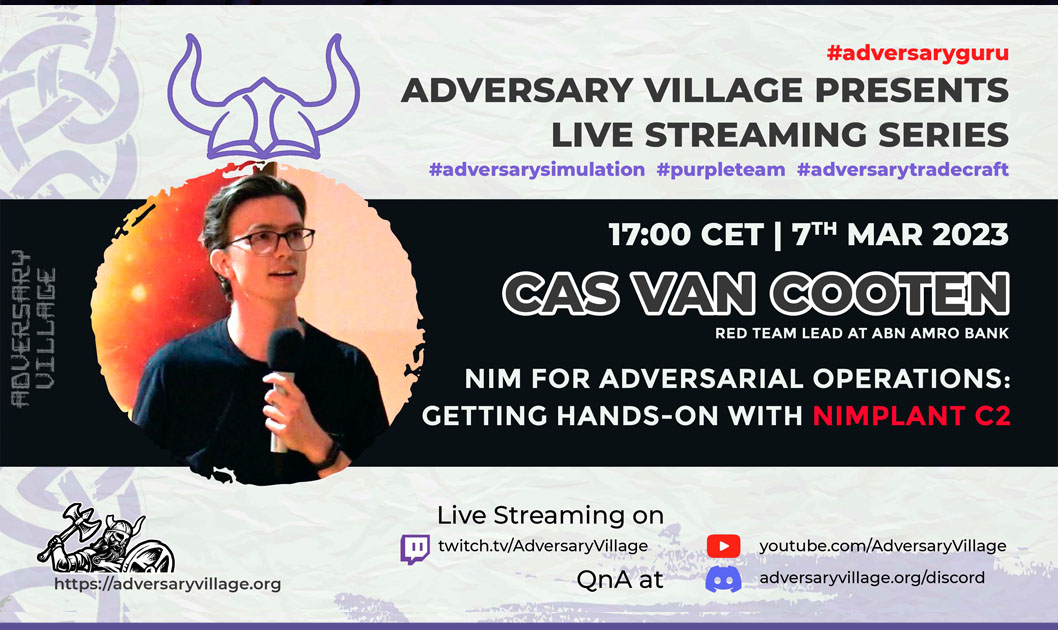 #adversaryguru
ADVERSARY VILLAGE PRESENTS
LIVE STREAMING SERIES
#adversarysimulation #purpleteam #adversarytradecraft
ADVERSARY
VILLAGE
17:00 CET | 7TH MAR 2023
CAS VAN COOTEN
RED TEAM LEAD AT ABN AMRO BANK
NIM FOR ADVERSARIAL OPERATIONS:
GETTING HANDS-ON WITH NIMPLANT C2
Live Streaming on
twitch.tv/AdversaryVillage
youtube.com/AdversaryVillage
QnA at
adversaryvillage.org/discord
https://adversaryvillage.org